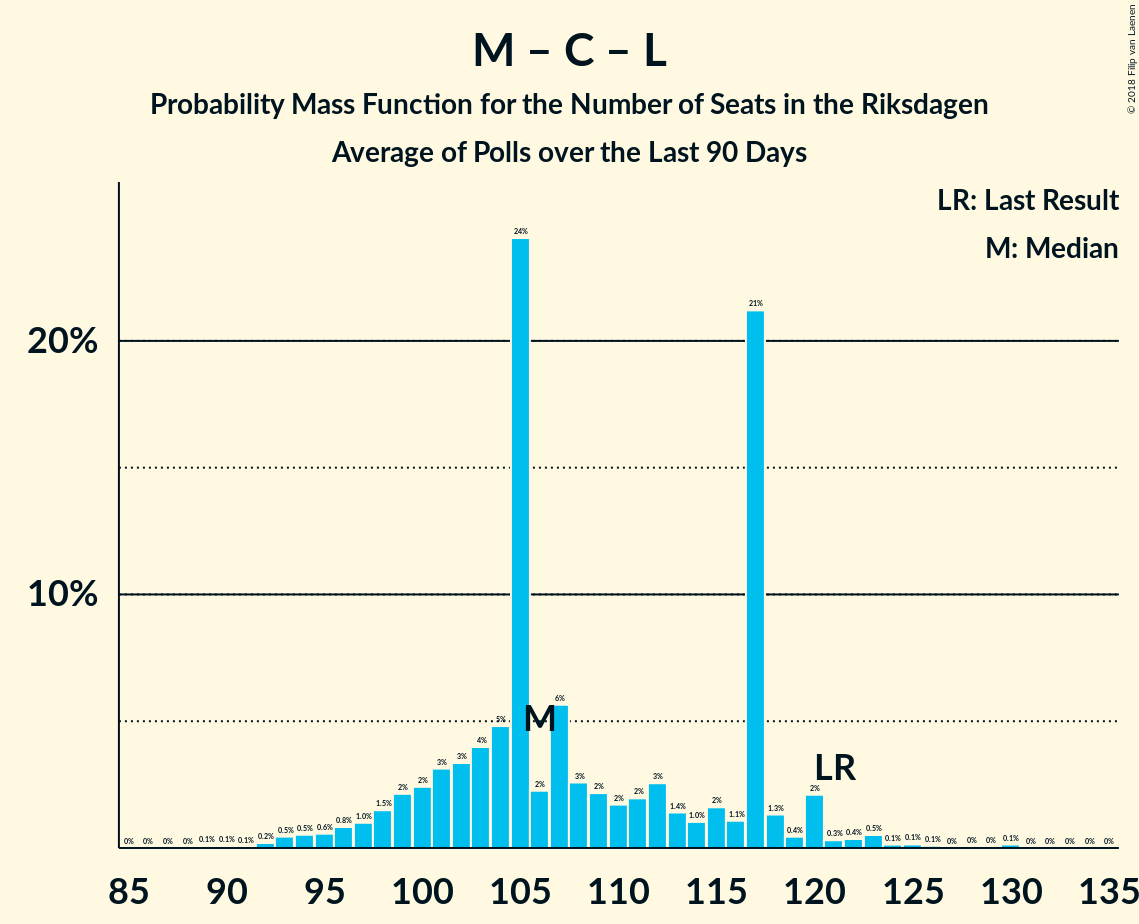 M – C – L
Probability Mass Function for the Number of Seats in the Riksdagen
Average of Polls over the Last 90 Days
© 2018 Filip van Laenen
LR: Last Result
M: Median
20%
10%
0% 0% 0% 0% 0.1% 0.1% 0.1% 0.2% 0.5% 0.5% 0.6% 0.8% 1.0% 1.5% 2% 2% 3% 3% 4% 5% 24% 2% 6% 3% 2% 2% 2% 3% 1.4% 1.0% 2% 1.1% 21% 1.3% 0.4% 2% 0.3% 0.4% 0.5% 0.1% 0.1% 0.1% 0% 0% 0% 0.1% 0% 0% 0% 0% 0%
M
LR
85 90 95 100 105 110 115 120 125 130 135